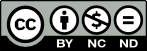 cc $ =
BY NC ND